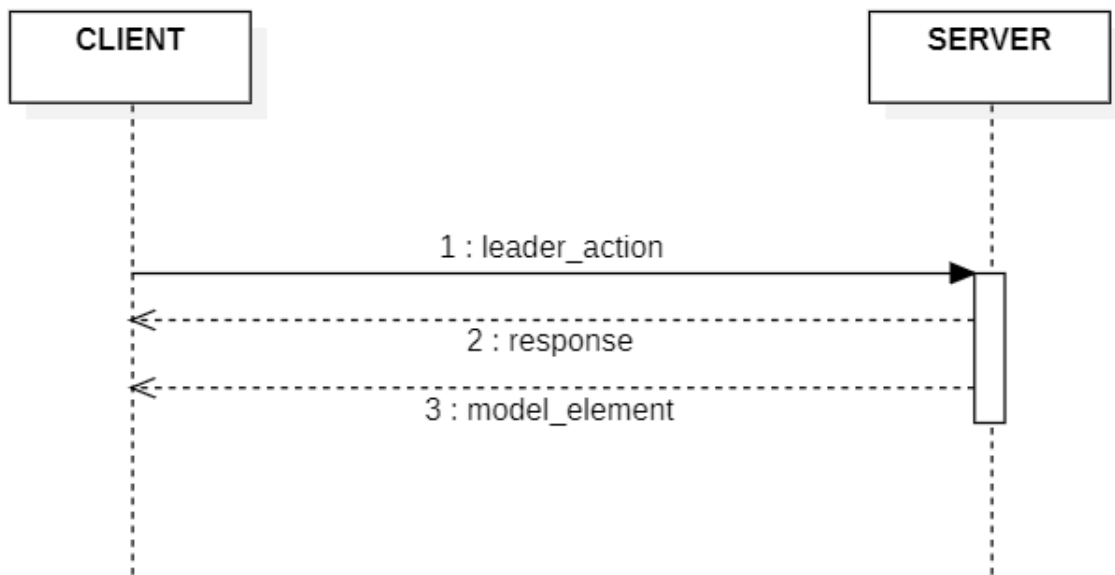 CLIENT
SERVER
1 : leader_action
2 : response
3 : model_element